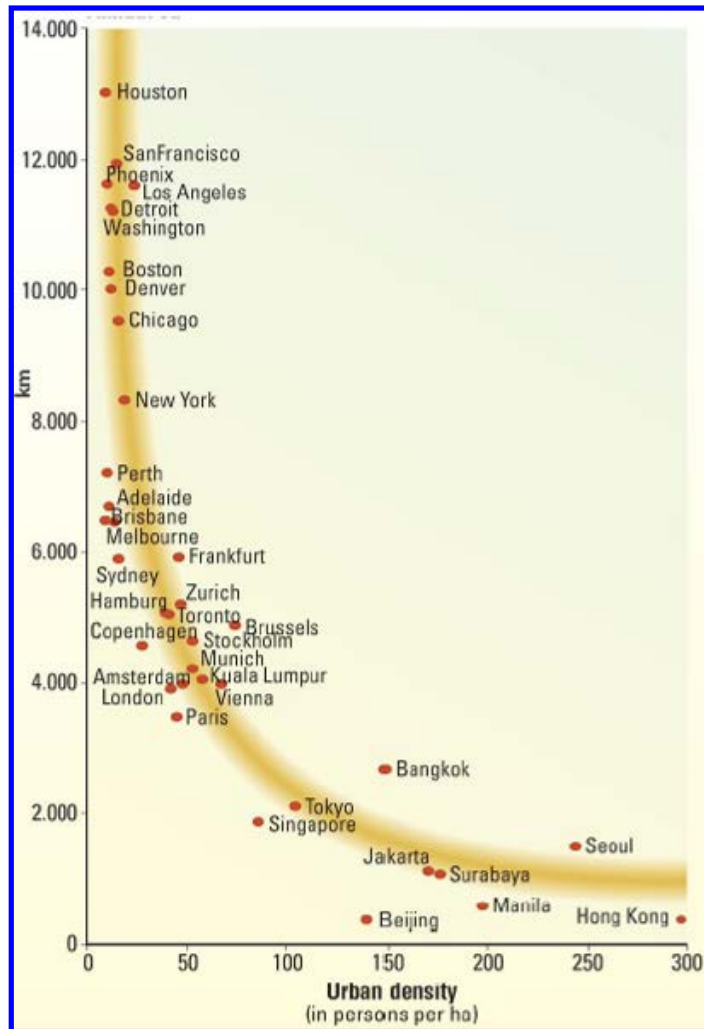 14.000
Houston
12.000
SanFrancisco
Phoenix
Los Angeles
Detroit
Washington
Boston
10.000
Denver
Chicago
km
8.000
New York
Perth
Adelaide
Brisbane
Melbourne
6.000
Frankfurt
Sydney
Zurich
Hamburg
Toronto
Brussels
Copenhagen
Stockholm
Munich
4.000
Amsterdam
Kuala Lumpur
London
Vienna
Paris
Bangkok
2.000
Tokyo
Singapore
Seoul
Jakarta
Surabaya
Manila
Beijing
Hong Kong
0
0 50 100 150 200 250 300
Urban density
(in persons per ha)